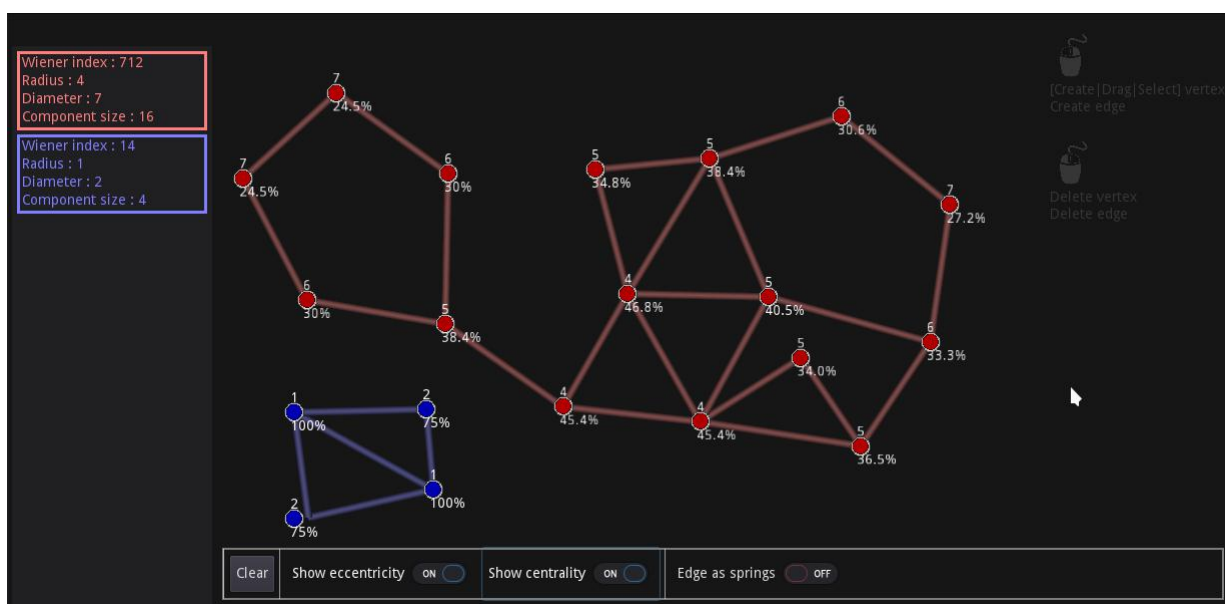 Wiener index : 712
Radius : 4
Diameter : 7
Component size : 16
Wiener index : 14
Radius : 1
Diameter : 2
Component size : 4
[Create|Drag|Select] vertex
Create edge
Delete vertex
Delete edge
7
24.5%
6
30.6%
5
38.4%
5
34.8%
6
30%
7
24.5%
7
27.2%
4
46.8%
5
40.5%
6
30%
5
38.4%
6
33.3%
5
34.0%
1
100%
2
75%
4
45.4%
4
45.4%
5
36.5%
1
100%
2
75%
Clear
Show eccentricity ON
Show centrality ON
Edge as springs OFF